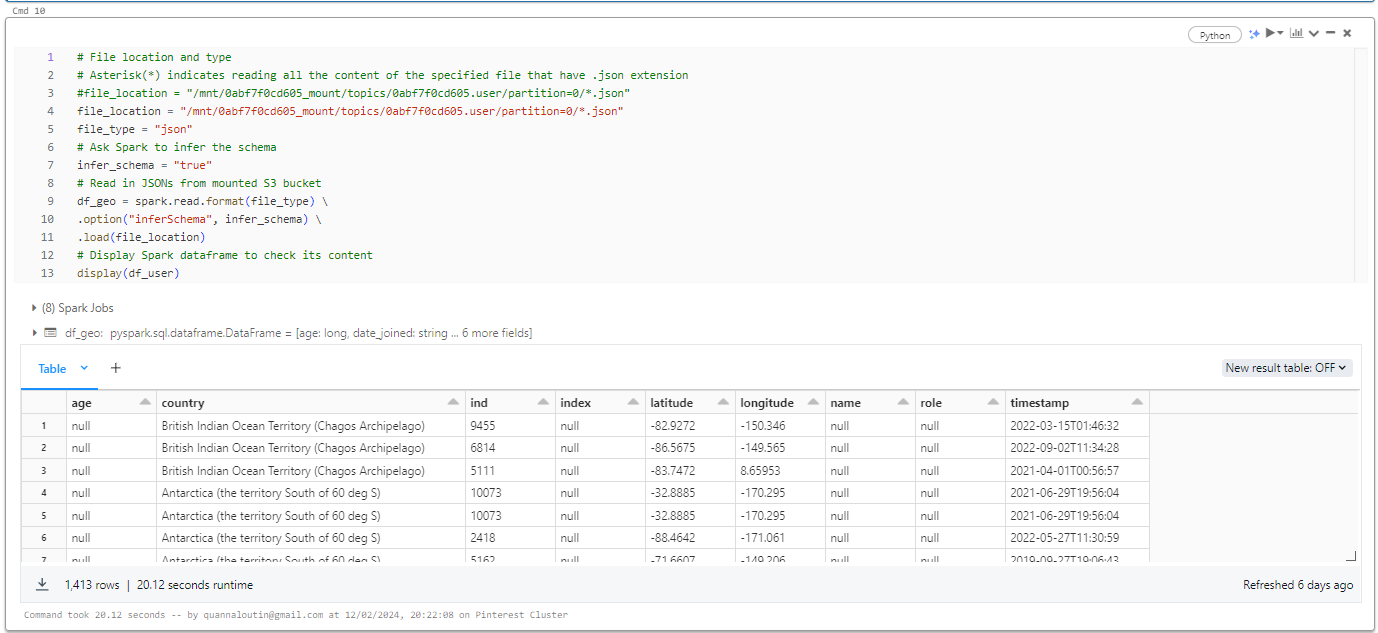 Cmd 10
Python
1 # File location and type
2 # Asterisk(*) indicates reading all the content of the specified file that have .json extension
3 #file_location = "/mnt/0abf7f0cd605_mount/topics/0abf7f0cd605.user/partition=0/*.json"
4 file_location = "/mnt/0abf7f0cd605_mount/topics/0abf7f0cd605.user/partition=0/*.json"
5 file_type = "json"
6 # Ask Spark to infer the schema
7 infer_schema = "true"
8 # Read in JSONs from mounted S3 bucket
9 df_geo = spark.read.format(file_type) \
10 .option("inferSchema", infer_schema) \
11 .load(file_location)
12 # Display Spark dataframe to check its content
13 display(df_user)
(8) Spark Jobs
df_geo: pyspark.sql.dataframe.DataFrame = [age: long, date_joined: string ... 6 more fields]
Table + New result table: OFF
age country ind index latitude longitude name role timestamp
1 null British Indian Ocean Territory (Chagos Archipelago) 9455 null -82.9272 -150.346 null null 2022-03-15T01:46:32
2 null British Indian Ocean Territory (Chagos Archipelago) 6814 null -86.5675 -149.565 null null 2022-09-02T11:34:28
3 null British Indian Ocean Territory (Chagos Archipelago) 5111 null -83.7472 8.65953 null null 2021-04-01T00:56:57
4 null Antarctica (the territory South of 60 deg S) 10073 null -32.8885 -170.295 null null 2021-06-29T19:56:04
5 null Antarctica (the territory South of 60 deg S) 10073 null -32.8885 -170.295 null null 2021-06-29T19:56:04
6 null Antarctica (the territory South of 60 deg S) 2418 null -88.4642 -171.061 null null 2022-05-27T11:30:59
7 null Antarctica (the territory South of 60 deg S) 5162 null -71.6607 -149.206 null null 2019-09-27T19:06:43
1,413 rows | 20.12 seconds runtime Refreshed 6 days ago
Command took 20.12 seconds -- by quannaloutin@gmail.com at 12/02/2024, 20:22:08 on Pinterest Cluster